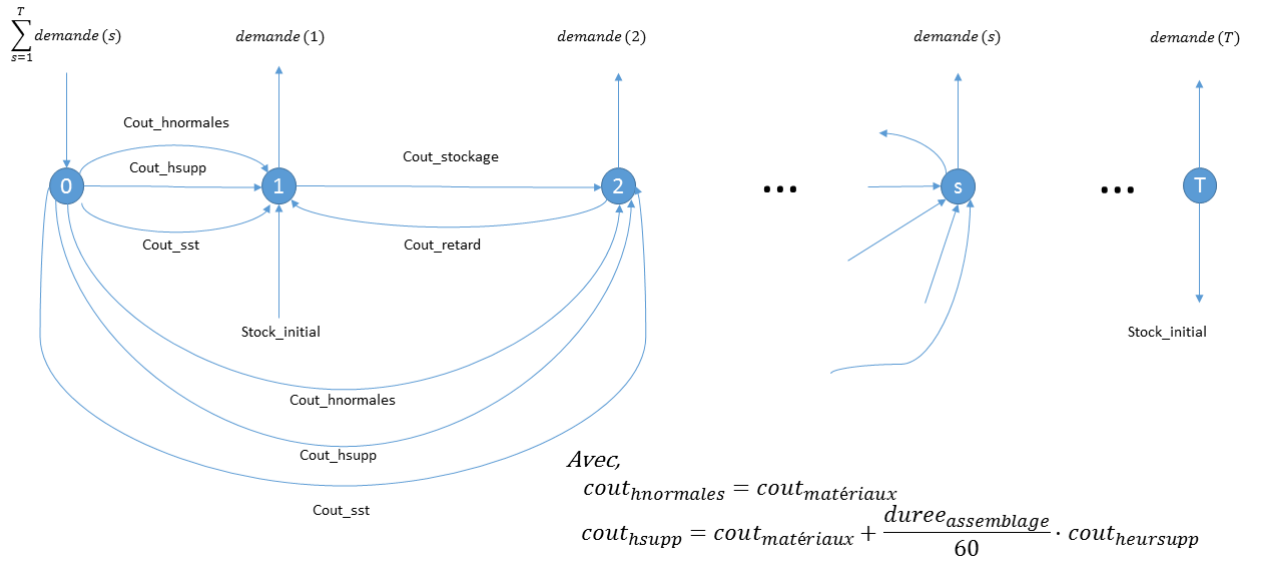 T
∑ demande (s)
s=1
demande (1)
demande (2)
demande (s)
demande (T)
Cout_hnormales
Cout_hsupp
Cout_stockage
0
1
2
...
s
...
T
Cout_sst
Cout_retard
Stock_initial
Stock_initial
Cout_hnormales
Cout_hsupp
Cout_sst
Avec,
cout_hnormales = cout_matériaux
cout_hsupp = cout_matériaux + duree_assemblage / 60 · cout_heursupp